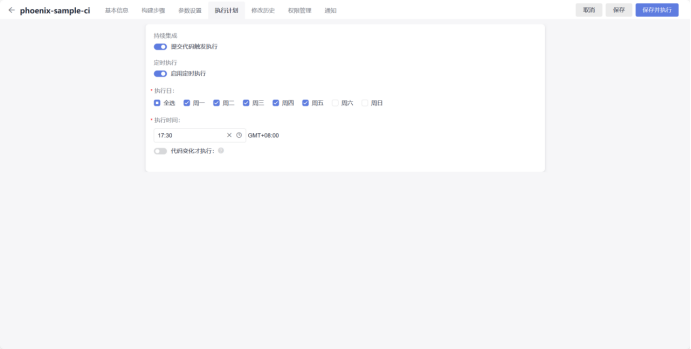 phoenix-sample-ci 基本信息 构建步骤 参数设置 执行计划 修改历史 权限管理 通知 取消 保存 保存并执行
持续集成
提交代码触发执行
定时执行
启用定时执行
* 执行日：
全选 周一 周二 周三 周四 周五 周六 周日
* 执行时间：
17:30 GMT+08:00
代码变化才执行：